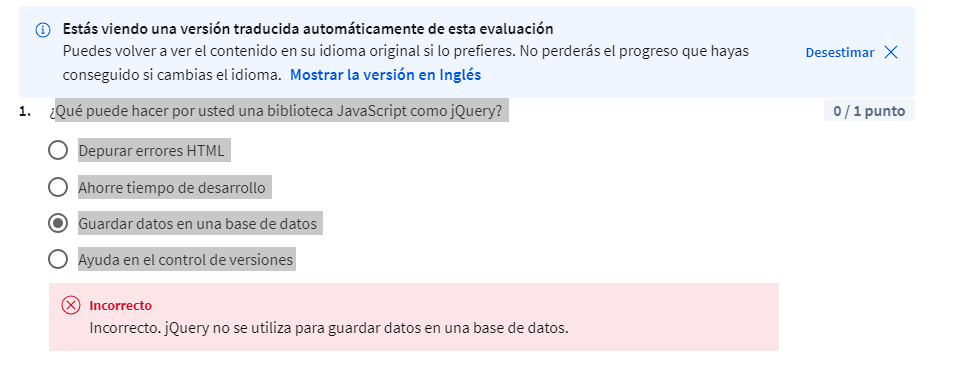 Estás viendo una versión traducida automáticamente de esta evaluación
Puedes volver a ver el contenido en su idioma original si lo prefieres. No perderás el progreso que hayas
conseguido si cambias el idioma. Mostrar la versión en Inglés
Desestimar
1. ¿Qué puede hacer por usted una biblioteca JavaScript como jQuery?
0 / 1 punto
Depurar errores HTML
Ahorre tiempo de desarrollo
Guardar datos en una base de datos
Ayuda en el control de versiones
Incorrecto
Incorrecto. jQuery no se utiliza para guardar datos en una base de datos.